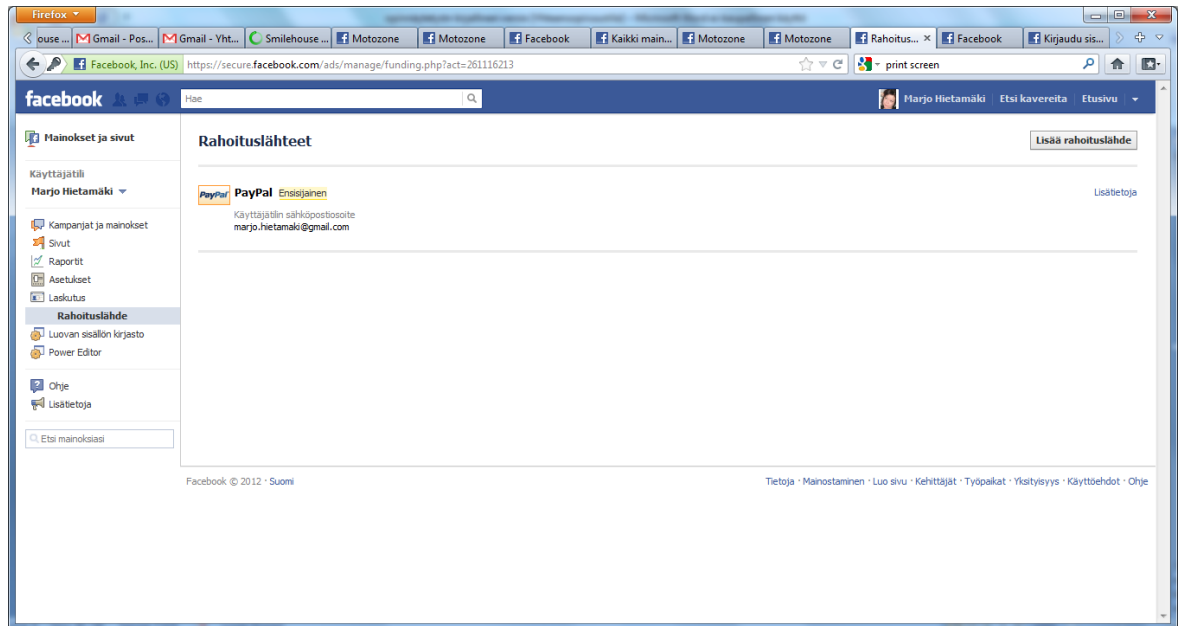 Firefox
ouse ... Gmail - Pos... Gmail - Yht... Smilehouse ... Motozone Motozone Facebook Kaikki main... Motozone Motozone Rahoitus... × Facebook Kirjaudu sis...
Facebook, Inc. (US) https://secure.facebook.com/ads/manage/funding.php?act=261116213 print screen
facebook Hae Marjo Hietamäki Etsi kavereita Etusivu
Mainokset ja sivut
Käyttäjätili
Marjo Hietamäki
Kampanjat ja mainokset
Sivut
Raportit
Asetukset
Laskutus
Rahoituslähde
Luovan sisällön kirjasto
Power Editor
Ohje
Lisätietoja
Etsi mainoksiasi
Rahoituslähteet Lisää rahoituslähde
PayPal PayPal Ensisijainen Lisätietoja
Käyttäjätilin sähköpostiosoite
marjo.hietamaki@gmail.com
Facebook © 2012 · Suomi Tietoja · Mainostaminen · Luo sivu · Kehittäjät · Työpaikat · Yksityisyys · Käyttöehdot · Ohje